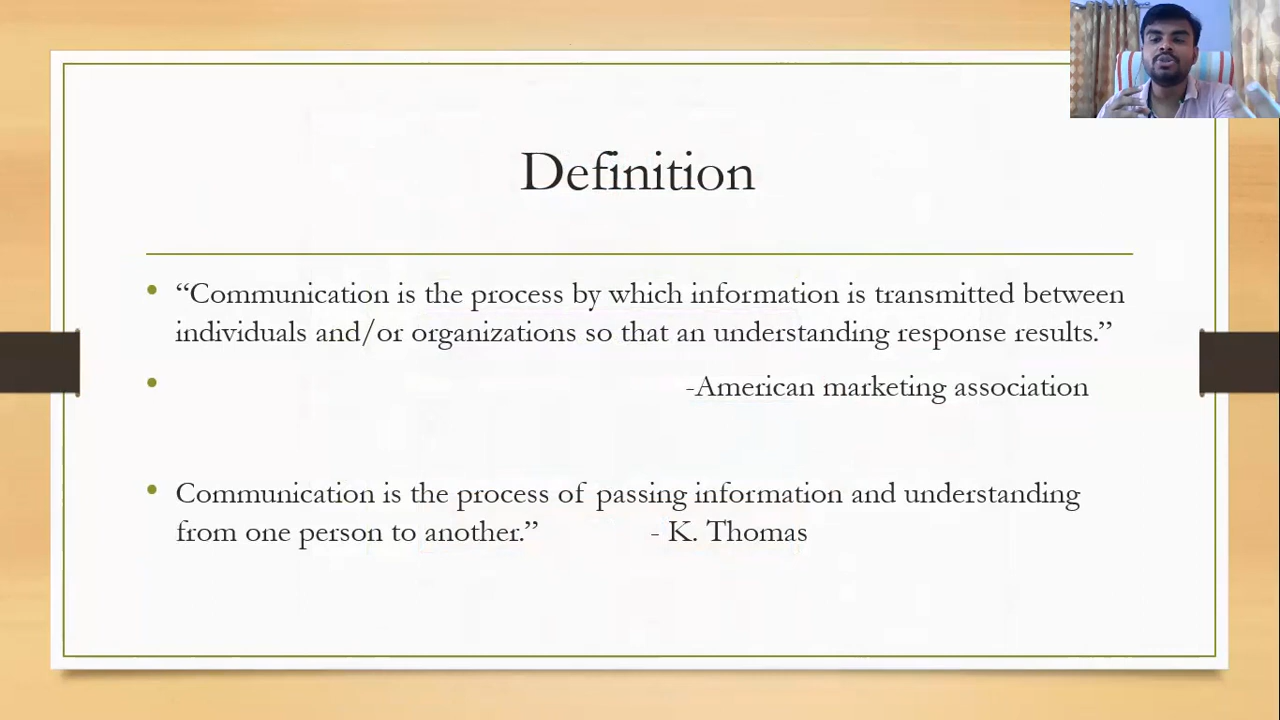 Definition
“Communication is the process by which information is transmitted between
individuals and/or organizations so that an understanding response results.”
-American marketing association
Communication is the process of passing information and understanding
from one person to another.” - K. Thomas